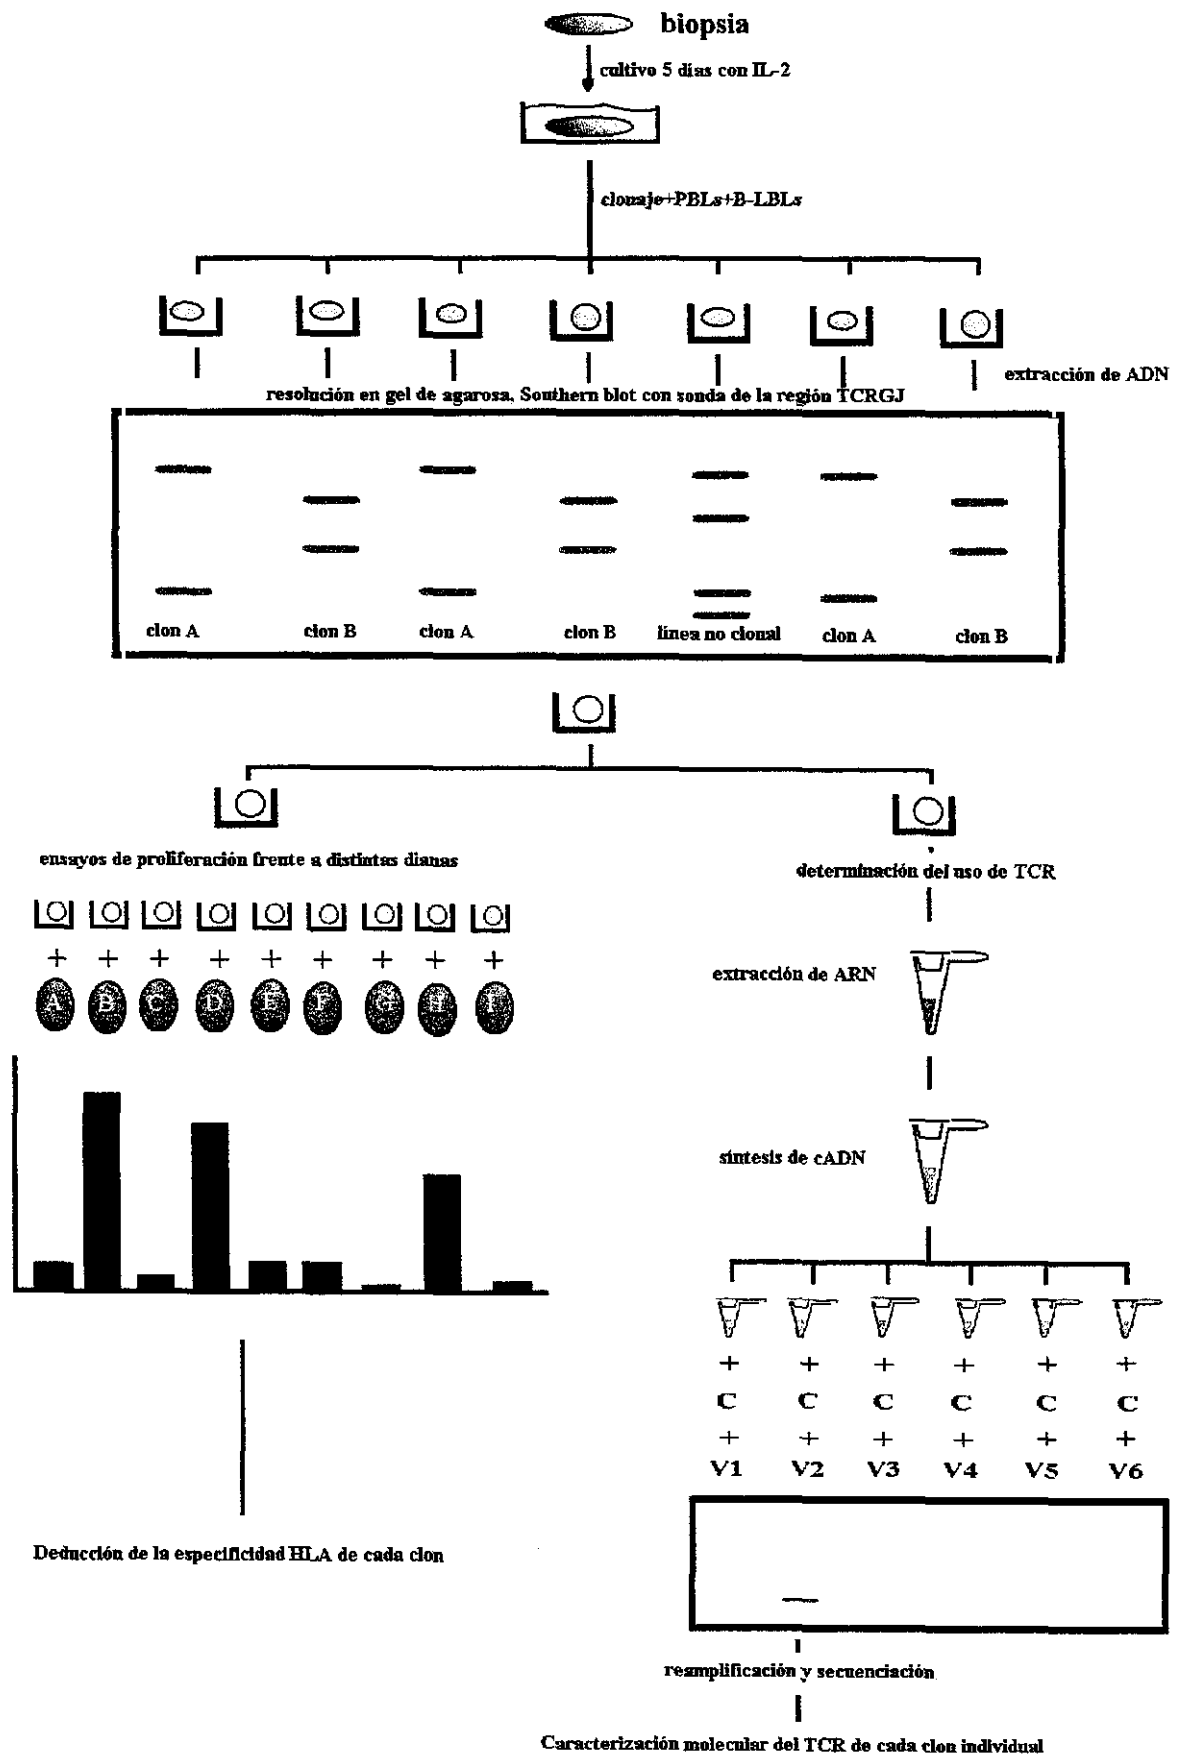 biopsia
cultivo 5 días con IL-2
clonaje+PBLs+B-LBLs
extracción de ADN
resolución en gel de agarosa, Southern blot con sonda de la región TCRGJ
clon A clon B clon A clon B línea no clonal clon A clon B
ensayos de proliferación frente a distintas dianas
+ + + + + + + + +
A B C D E F G H I
determinación del uso de TCR
extracción de ARN
síntesis de cADN
+ + + + + +
C C C C C C
+ + + + + +
V1 V2 V3 V4 V5 V6
Deducción de la especificidad HLA de cada clon
reamplificación y secuenciación
Caracterización molecular del TCR de cada clon individual